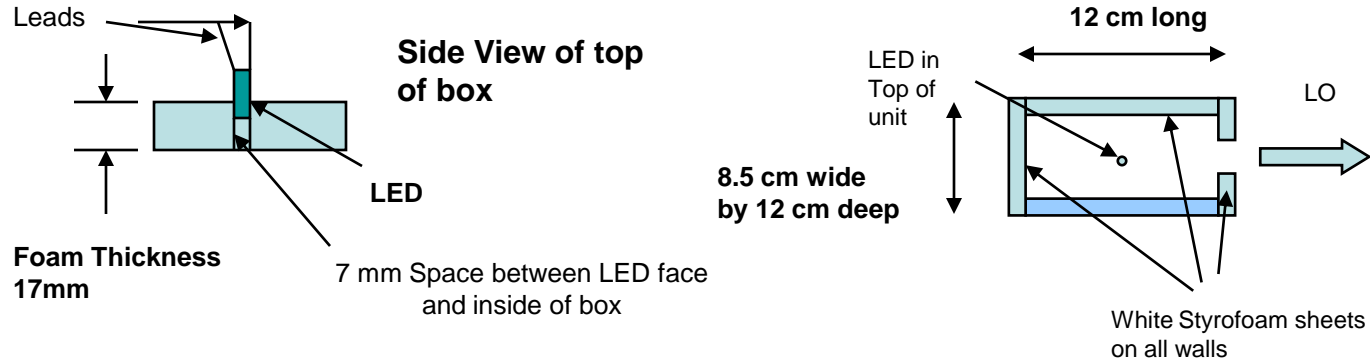 Leads
Side View of top
of box
LED
Foam Thickness
17mm
7 mm Space between LED face
and inside of box
12 cm long
LED in
Top of
unit
LO
8.5 cm wide
by 12 cm deep
White Styrofoam sheets
on all walls